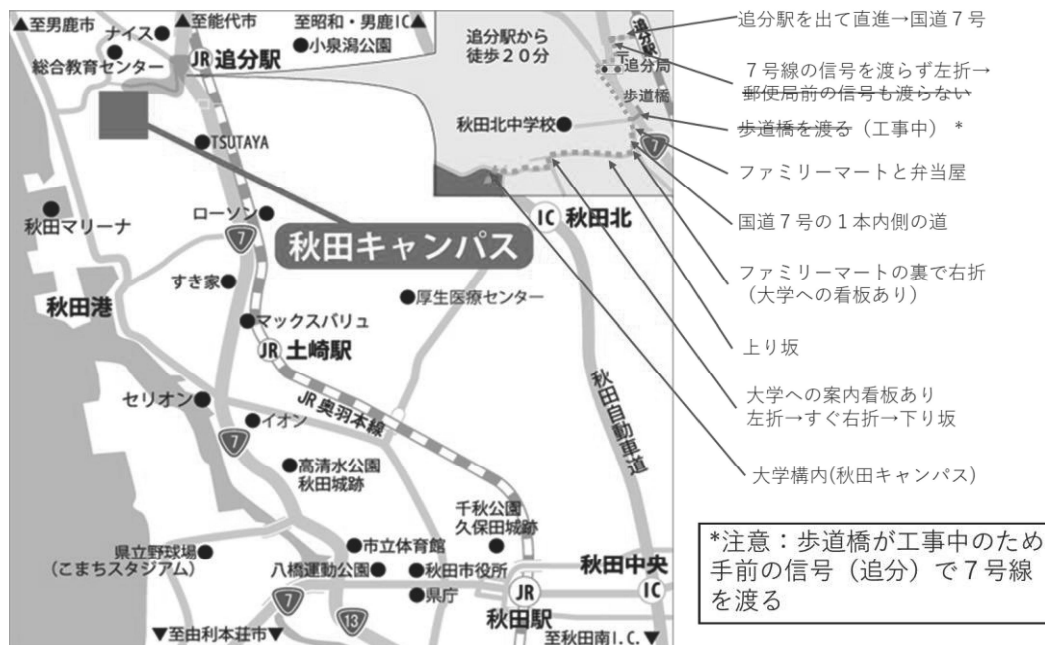 ▲至男鹿市
▲至能代市
至昭和・男鹿IC▲
ナイス
総合教育センター
JR 追分駅
小泉潟公園
TSUTAYA
秋田マリーナ
ローソン
7
秋田キャンパス
IC 秋田北
秋田港
すき家
厚生医療センター
マックスバリュ
JR 土崎駅
セリオン
イオン
7
JR奥羽本線
秋田自動車道
高清水公園
秋田城跡
千秋公園
久保田城跡
県立野球場
(こまちスタジアム)
市立体育館
八橋運動公園
秋田市役所
県庁
秋田中央
IC
JR
秋田駅
7
13
▼至由利本荘市▼
至秋田南I.C.▼
追分駅から
徒歩20分
追分駅
〒
追分局
歩道橋
秋田北中学校
7
追分駅を出て直進→国道7号
7号線の信号を渡らず左折→
郵便局前の信号も渡らない
歩道橋を渡る(工事中) *
ファミリーマートと弁当屋
国道7号の1本内側の道
ファミリーマートの裏で右折
(大学への看板あり)
上り坂
大学への案内看板あり
左折→すぐ右折→下り坂
大学構内(秋田キャンパス)
*注意:歩道橋が工事中のため
手前の信号(追分)で7号線
を渡る